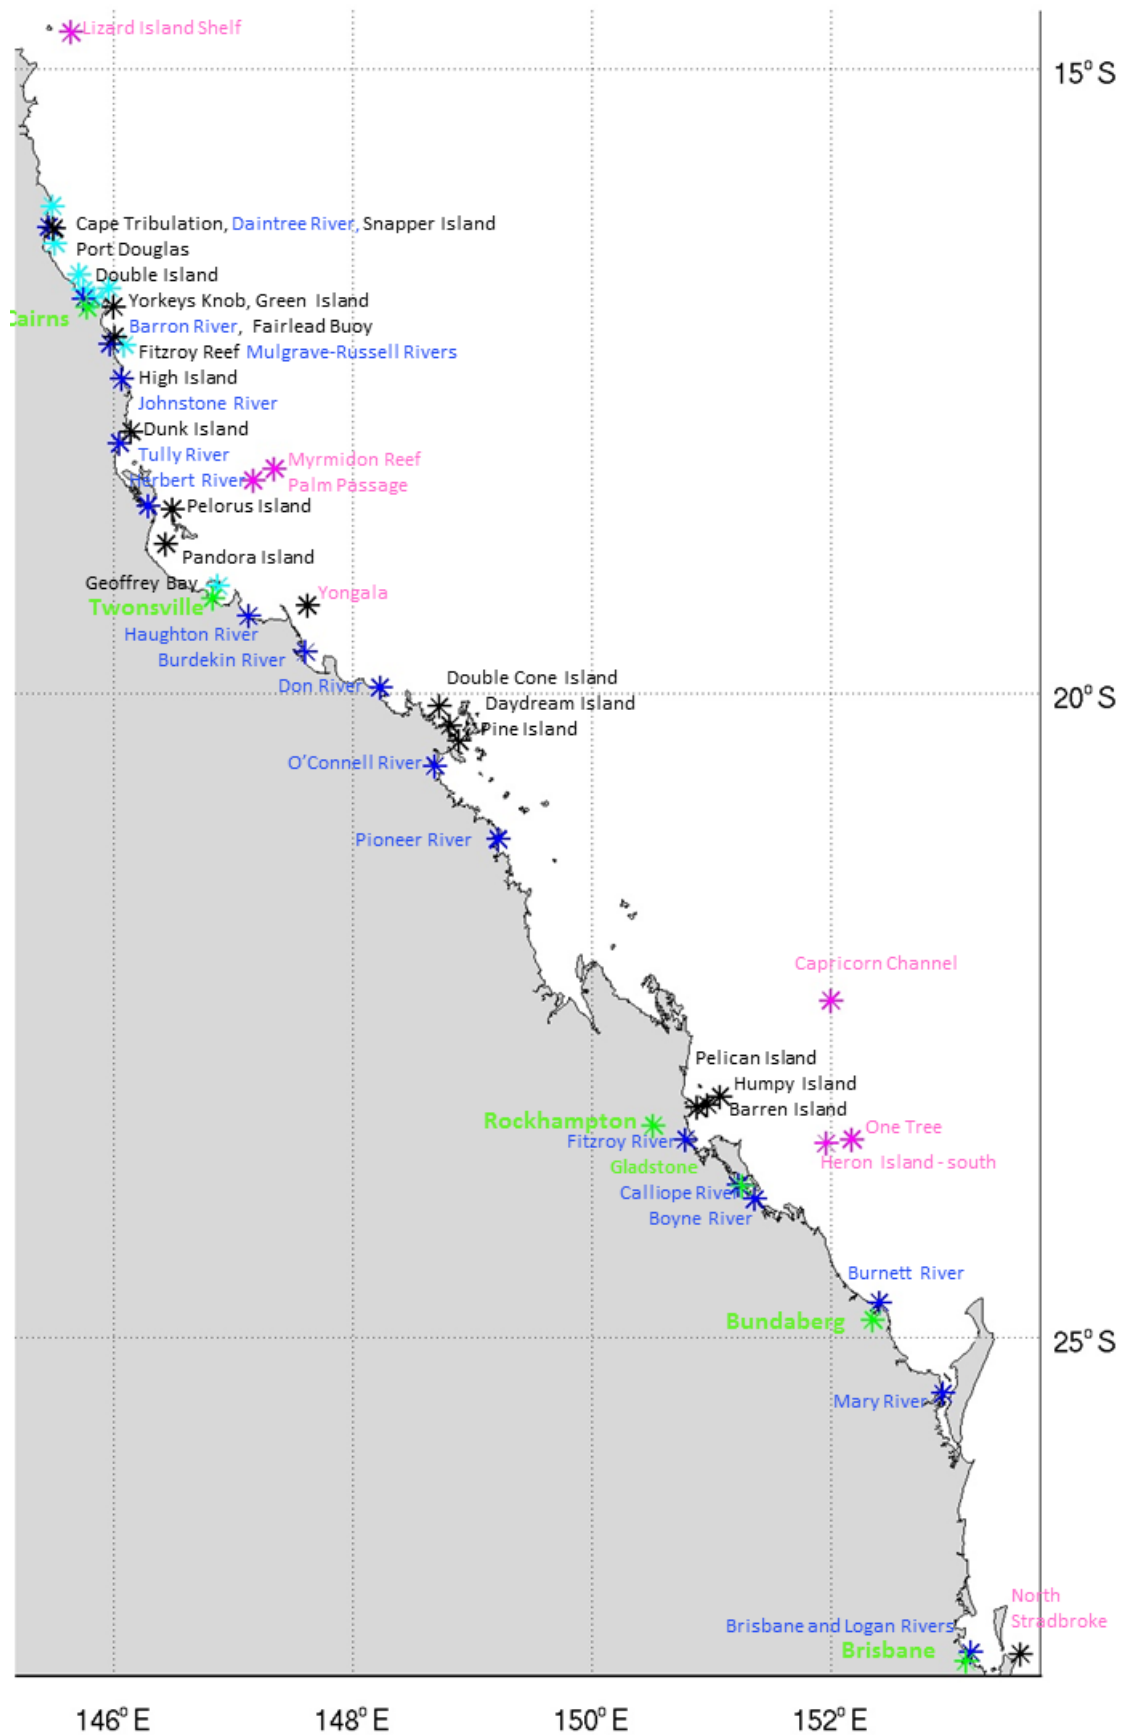 Lizard Island Shelf
15°S
Cape Tribulation, Daintree River, Snapper Island
Port Douglas
Double Island
Yorkeys Knob, Green Island
Cairns
Barron River, Fairlead Buoy
Fitzroy Reef Mulgrave-Russell Rivers
High Island
Johnstone River
Dunk Island
Tully River
Myrmidon Reef
Herbert River
Palm Passage
Pelorus Island
Pandora Island
Geoffrey Bay
Yongala
Twonsville
Haughton River
Burdekin River
Double Cone Island
Don River
20°S
Daydream Island
Pine Island
O'Connell River
Pioneer River
Capricorn Channel
Pelican Island
Humpy Island
Barren Island
Rockhampton
One Tree
Fitzroy River
Heron Island - south
Gladstone
Calliope River
Boyne River
Burnett River
Bundaberg
25°S
Mary River
North
Stradbroke
Brisbane and Logan Rivers
Brisbane
146°E 148°E 150°E 152°E